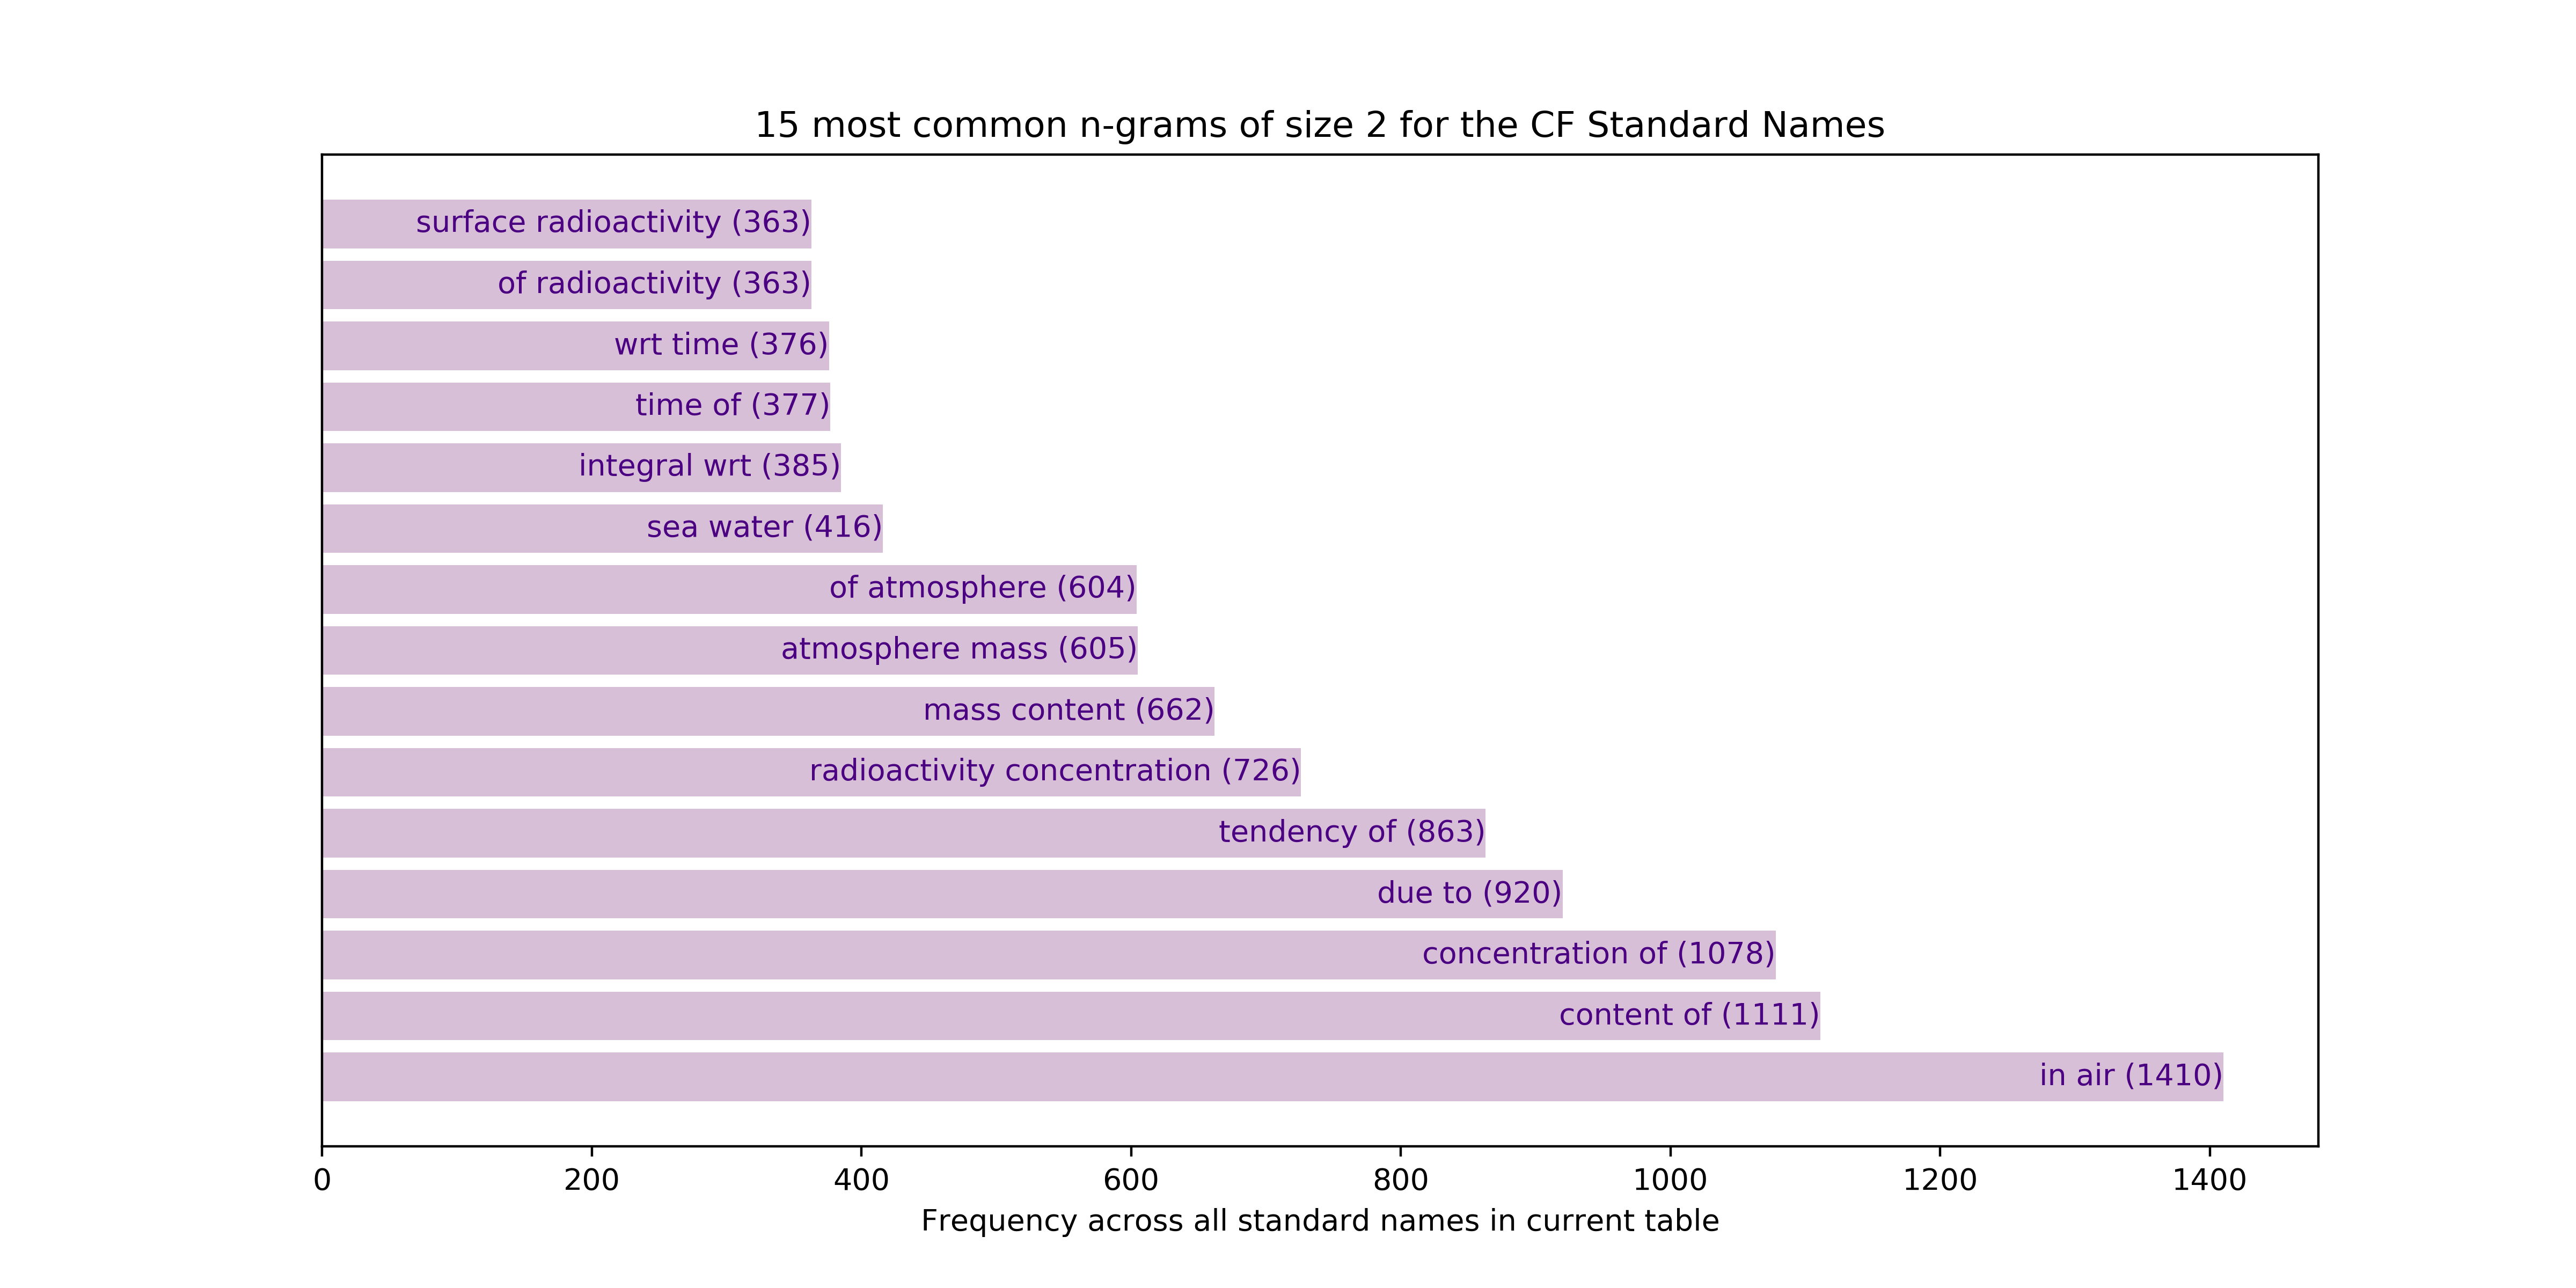 15 most common n-grams of size 2 for the CF Standard Names
surface radioactivity (363)
of radioactivity (363)
wrt time (376)
time of (377)
integral wrt (385)
sea water (416)
of atmosphere (604)
atmosphere mass (605)
mass content (662)
radioactivity concentration (726)
tendency of (863)
due to (920)
concentration of (1078)
content of (1111)
in air (1410)
0 200 400 600 800 1000 1200 1400
Frequency across all standard names in current table